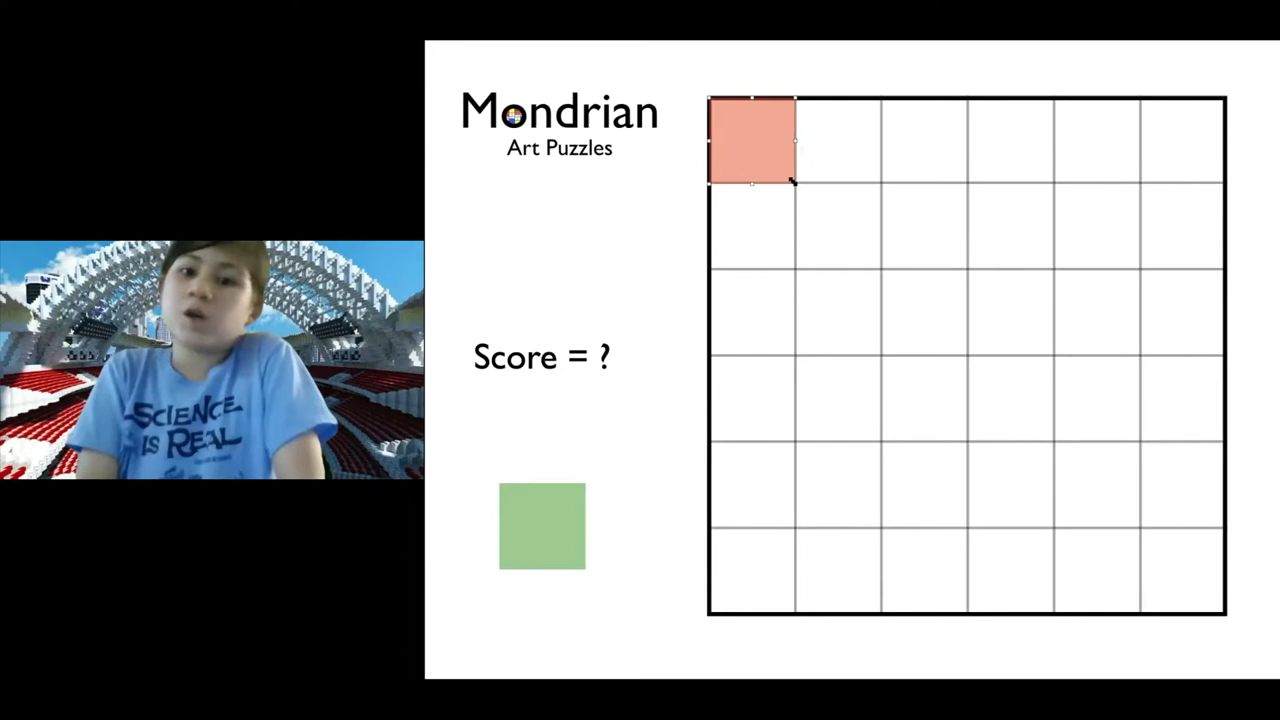 Mondrian
Art Puzzles
Score = ?
SCIENCE
IS REAL